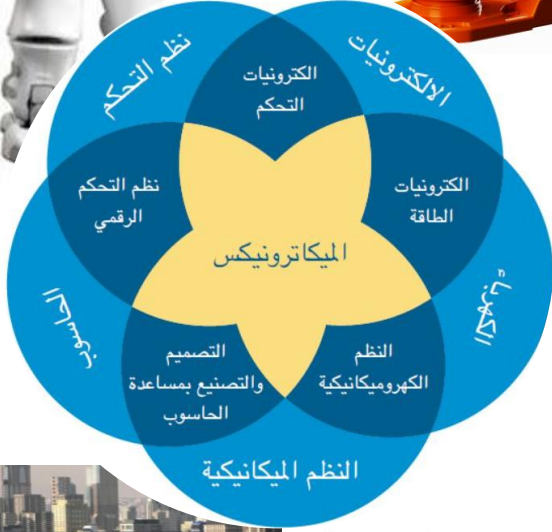 نظم التحكم
الالكترونيات
الكترونيات
التحكم
نظم التحكم
الرقمي
الكترونيات
الطاقة
الميكاترونيكس
الحاسوب
الكهرباء
التصميم
والتصنيع بمساعدة
الحاسوب
النظم
الكهروميكانيكية
النظم الميكانيكية